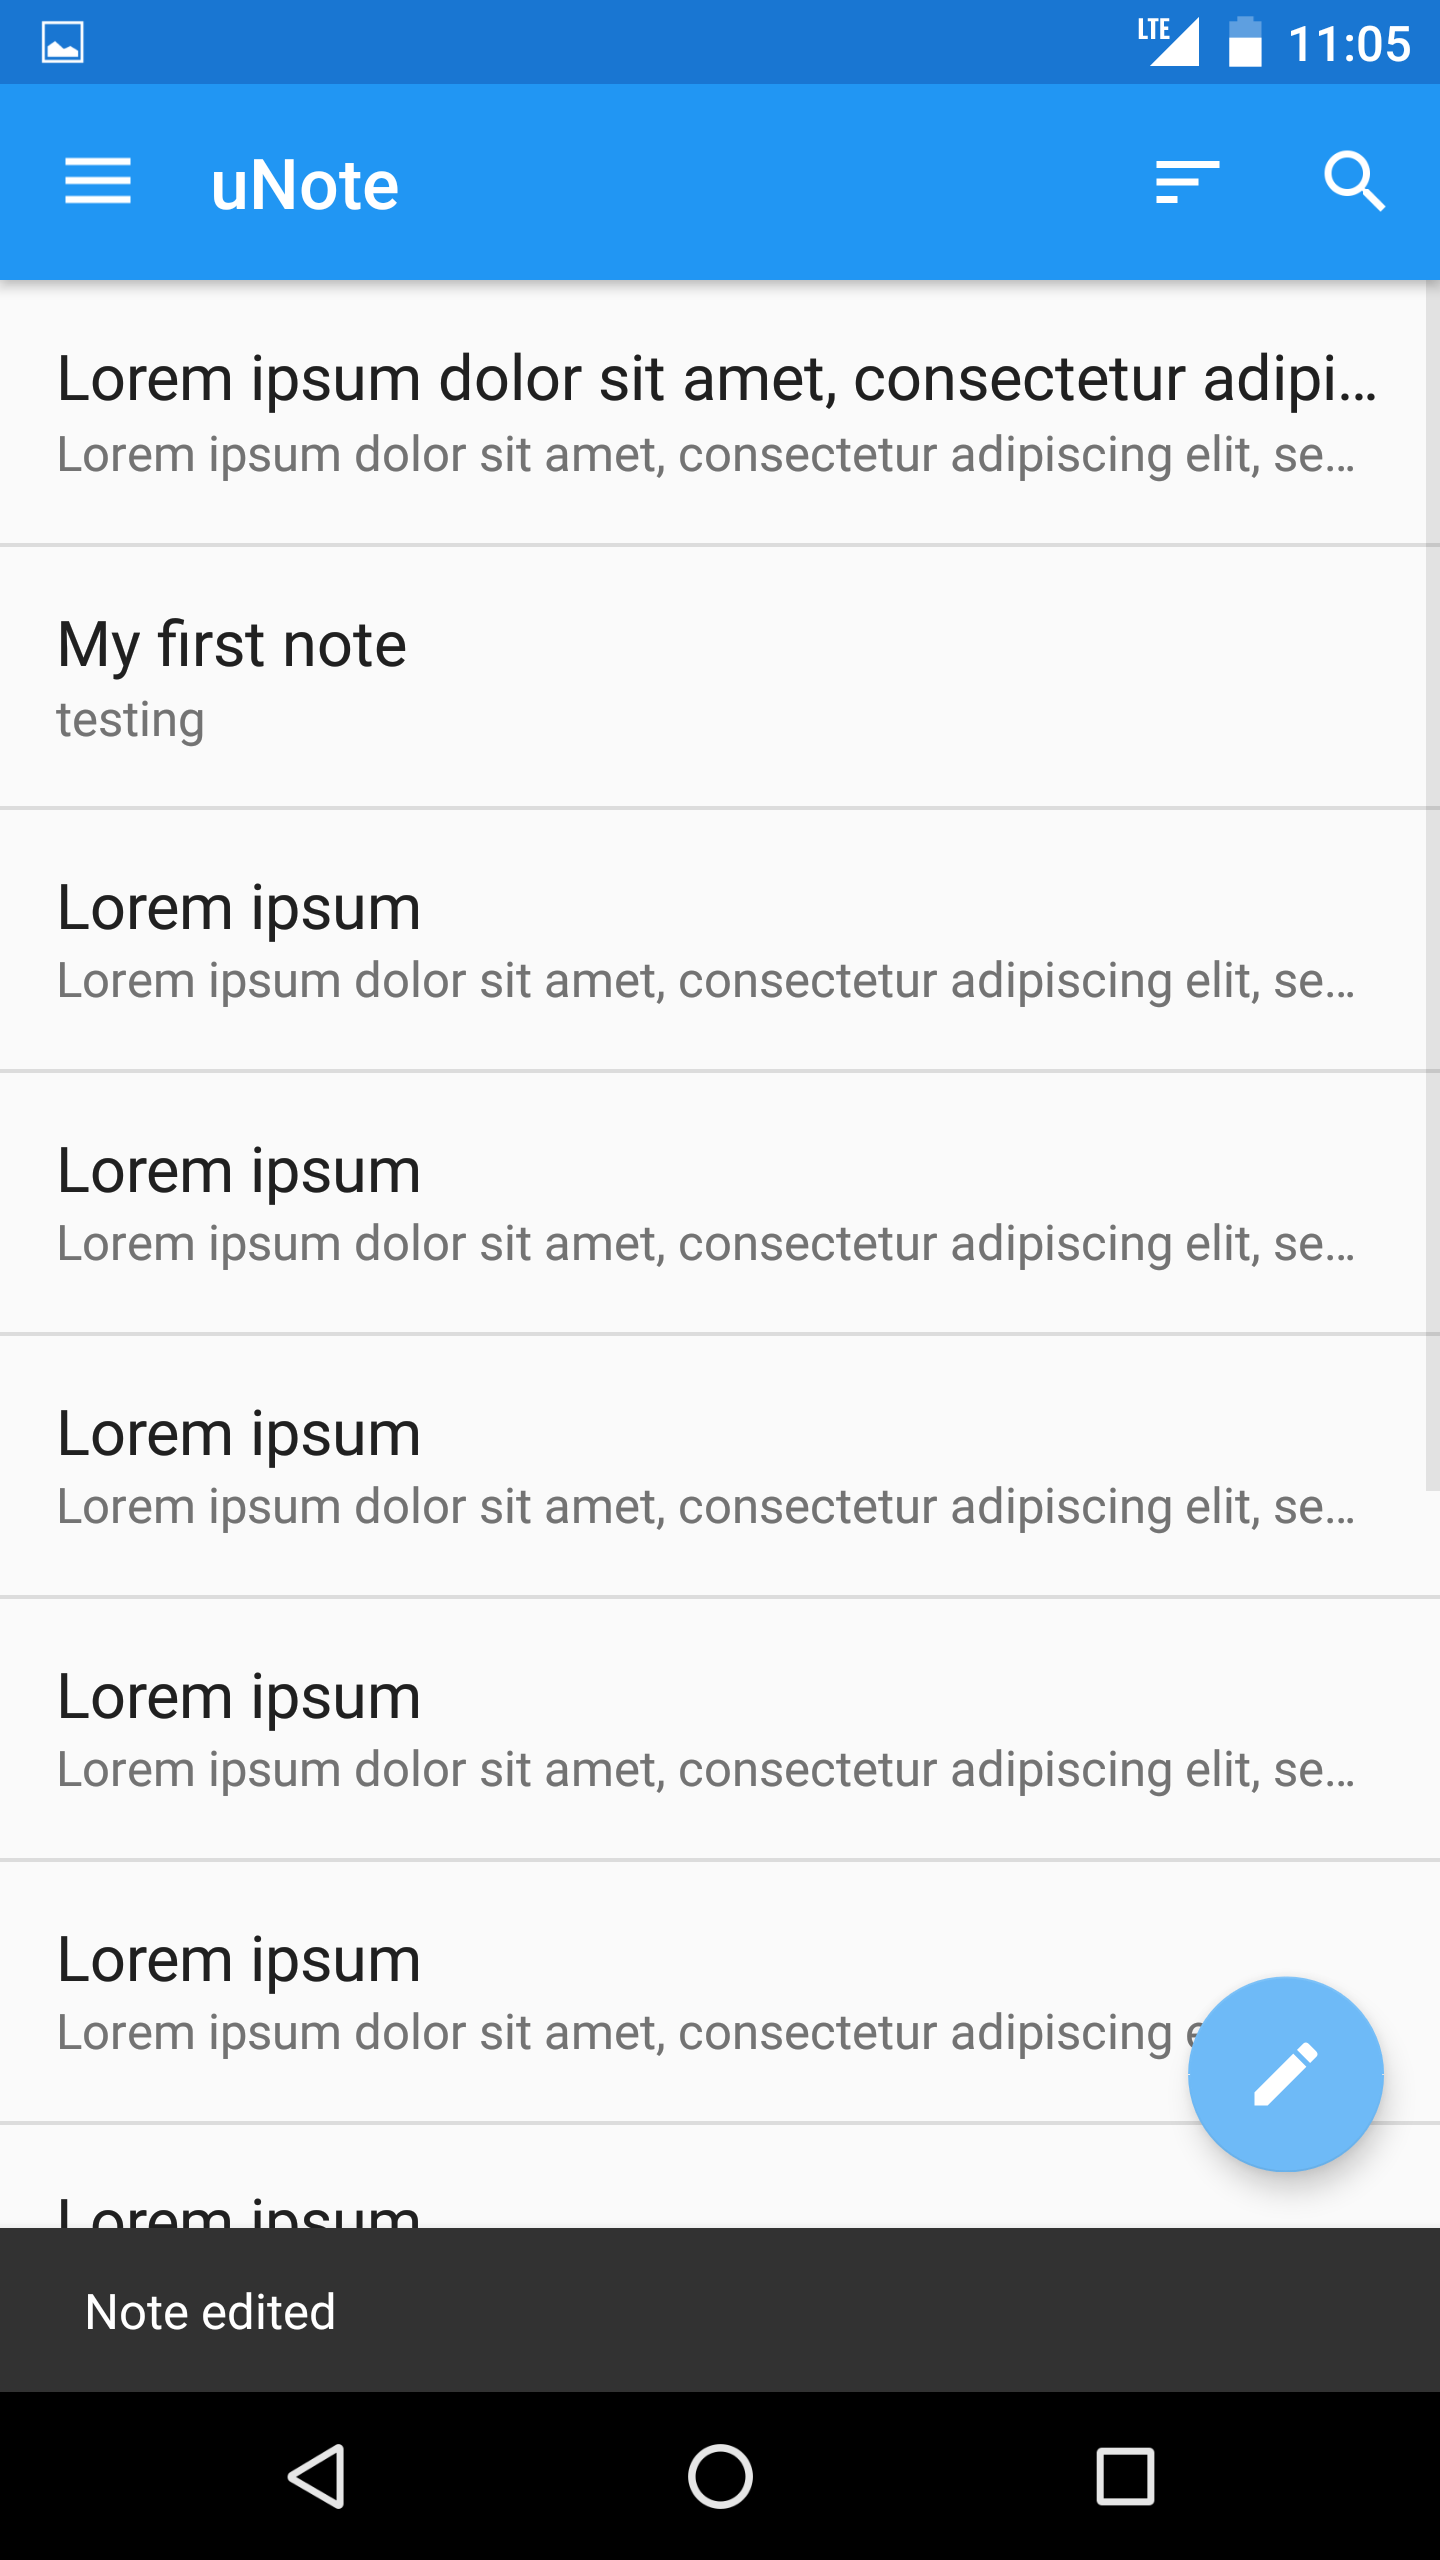 LTE 11:05
uNote
Lorem ipsum dolor sit amet, consectetur adipi...
Lorem ipsum dolor sit amet, consectetur adipiscing elit, se...
My first note
testing
Lorem ipsum
Lorem ipsum dolor sit amet, consectetur adipiscing elit, se...
Lorem ipsum
Lorem ipsum dolor sit amet, consectetur adipiscing elit, se...
Lorem ipsum
Lorem ipsum dolor sit amet, consectetur adipiscing elit, se...
Lorem ipsum
Lorem ipsum dolor sit amet, consectetur adipiscing elit, se...
Lorem ipsum
Lorem ipsum dolor sit amet, consectetur adipiscing e
Lorem ipsum
Note edited